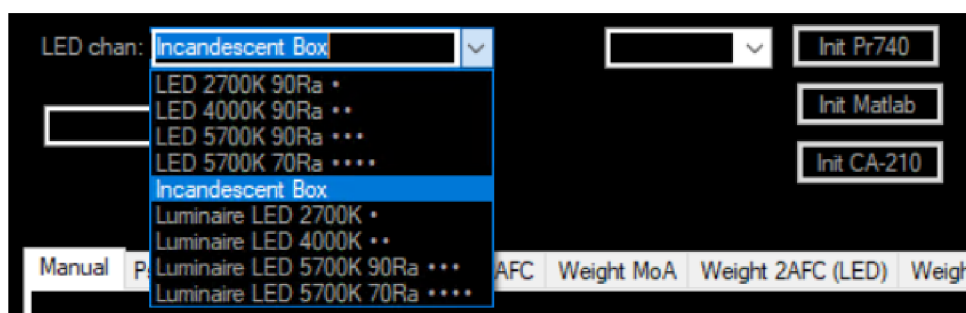 LED chan: Incandescent Box Init Pr740
LED 2700K 90Ra •
LED 4000K 90Ra •• Init Matlab
LED 5700K 90Ra •••
LED 5700K 70Ra •••• Init CA-210
Incandescent Box
Luminaire LED 2700K •
Luminaire LED 4000K ••
Manual Luminaire LED 5700K 90Ra ••• AFC Weight MoA Weight 2AFC (LED)
Luminaire LED 5700K 70Ra ••••